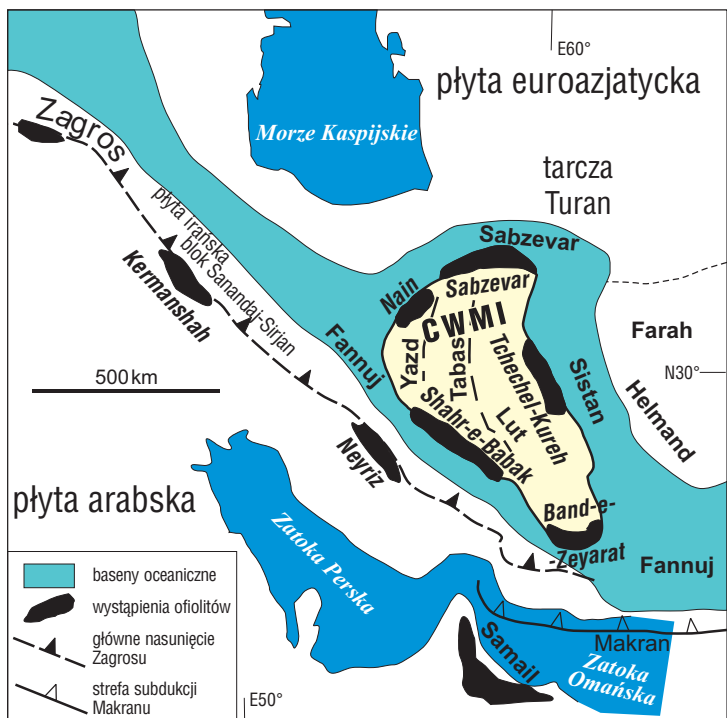 E60°
płyta euroazjatycka
Zagros
Morze Kaspijskie
tarcza
Turan
płyta irańska
blok Sanandaj-Sirjan
Sabzevar
Kermanshah
Nain
Sabzevar
CWMI
Farah
Fannuj
Yazd
Tabas
Tchechel-Kureh
Sistan
N30°
500 km
Helmand
Shahr-e-Babak
Lut
Neyriz
płyta arabska
Band-e-
-Zeyarat
Fannuj
Zatoka Perska
baseny oceaniczne
wystąpienia ofiolitów
główne nasunięcie
Zagrosu
strefa subdukcji
Makranu
Samail
Makran
Zatoka
Omańska
E50°